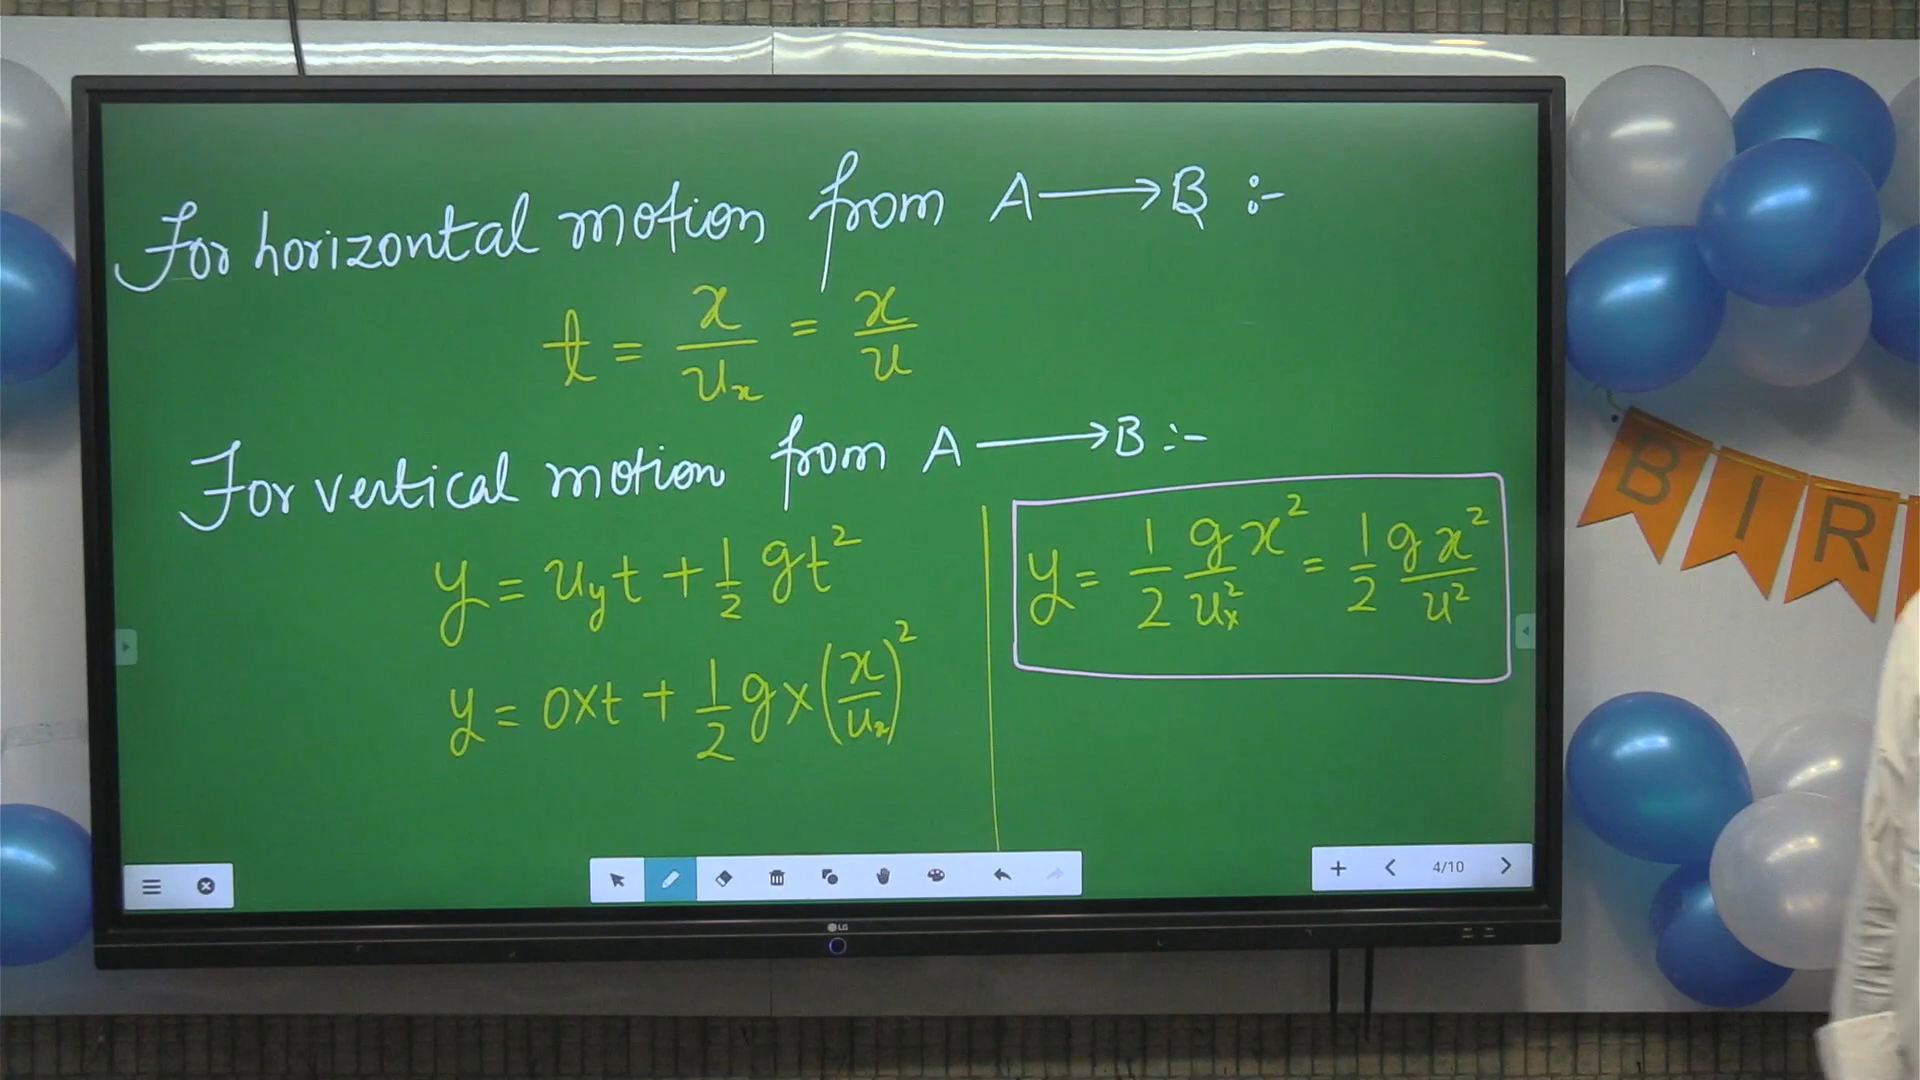 For horizontal motion from A ⟶ B :-
t = x/uₓ = x/u
For vertical motion from A ⟶ B :-
y = u_y t + 1/2 gt²
y = 0×t + 1/2 g × (x/uₓ)²
y = 1/2 g/uₓ² x² = 1/2 g x²/u²
4/10
LG
BIR